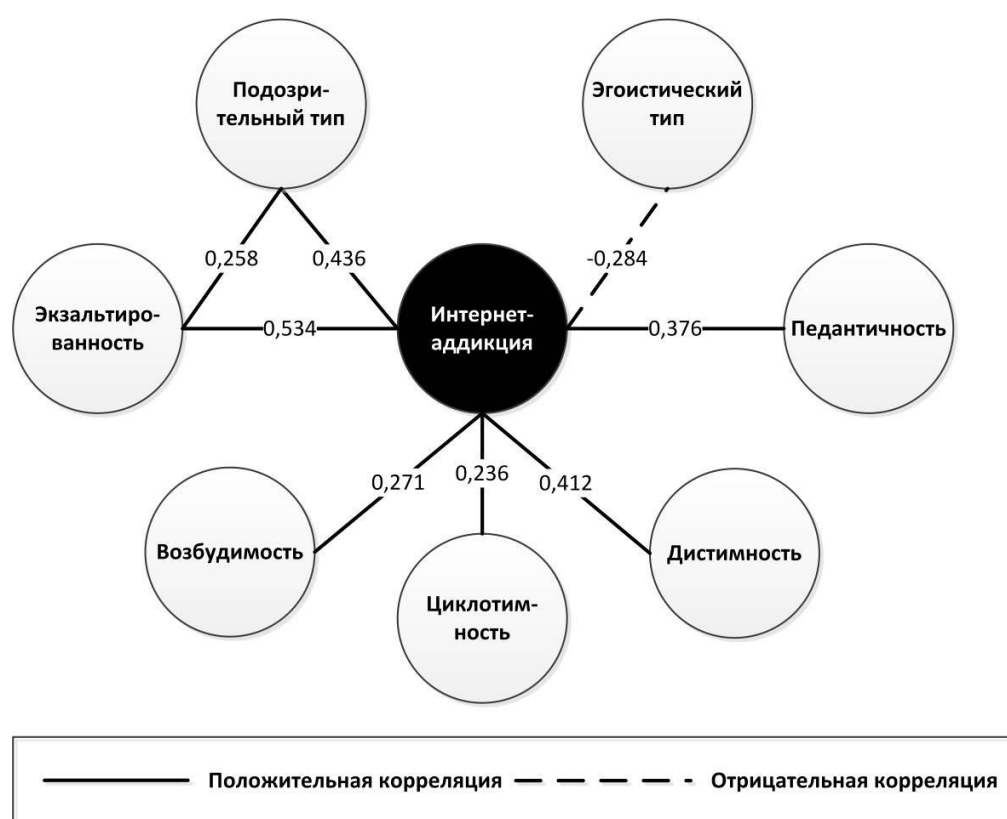 Подозри-
тельный тип
Эгоистический
тип
0,258
0,436
-0,284
Экзальтиро-
ванность
0,534
Интернет-
аддикция
0,376
Педантичность
0,271
0,236
0,412
Возбудимость
Циклотим-
ность
Дистимность
Положительная корреляция
Отрицательная корреляция